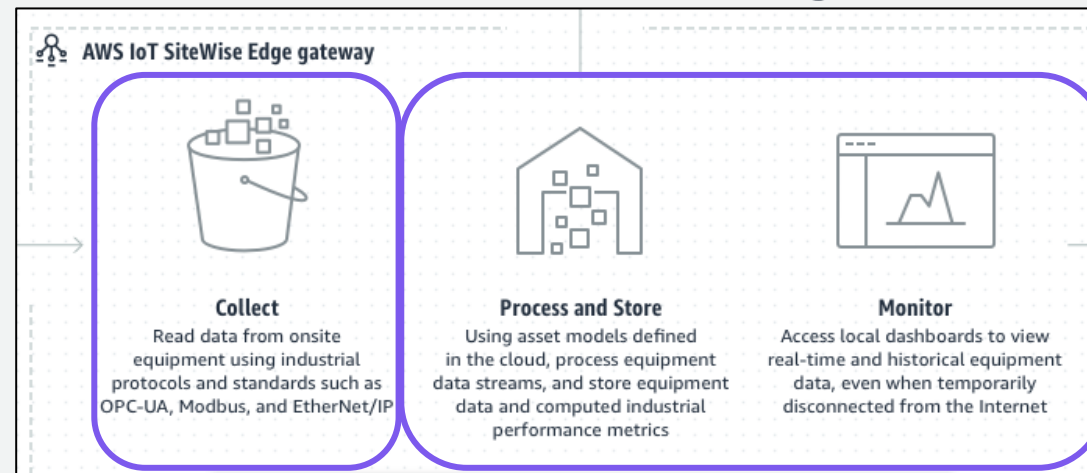 AWS IoT SiteWise Edge gateway
Collect
Read data from onsite
equipment using industrial
protocols and standards such as
OPC-UA, Modbus, and EtherNet/IP
Process and Store
Using asset models defined
in the cloud, process equipment
data streams, and store equipment
data and computed industrial
performance metrics
Monitor
Access local dashboards to view
real-time and historical equipment
data, even when temporarily
disconnected from the Internet